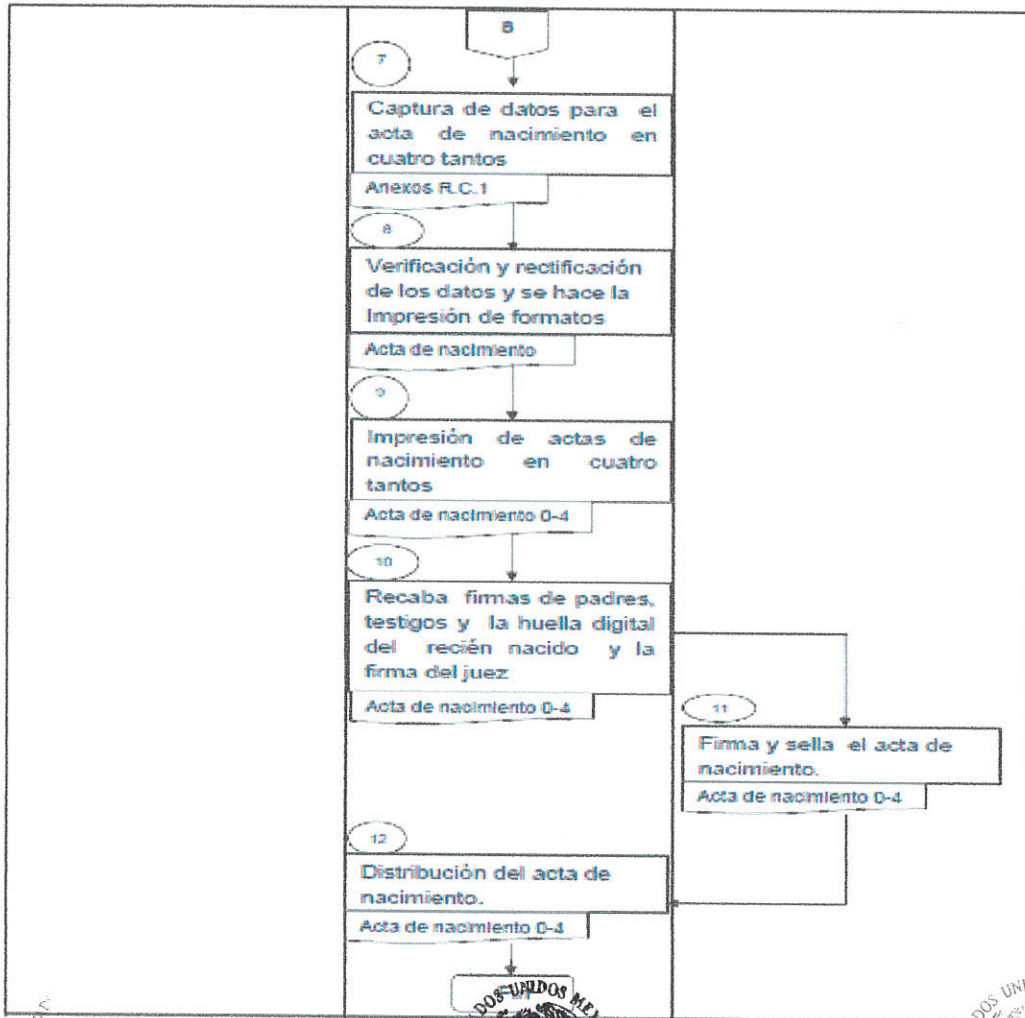 B
7
Captura de datos para el
acta de nacimiento en
cuatro tantos
Anexos R.C.1
8
Verificación y rectificación
de los datos y se hace la
Impresión de formatos
Acta de nacimiento
9
Impresión de actas de
nacimiento en cuatro
tantos
Acta de nacimiento 0-4
10
Recaba firmas de padres,
testigos y la huella digital
del recién nacido y la
firma del juez
Acta de nacimiento 0-4
11
Firma y sella el acta de
nacimiento.
Acta de nacimiento 0-4
12
Distribución del acta de
nacimiento.
Acta de nacimiento 0-4
UNIDOS